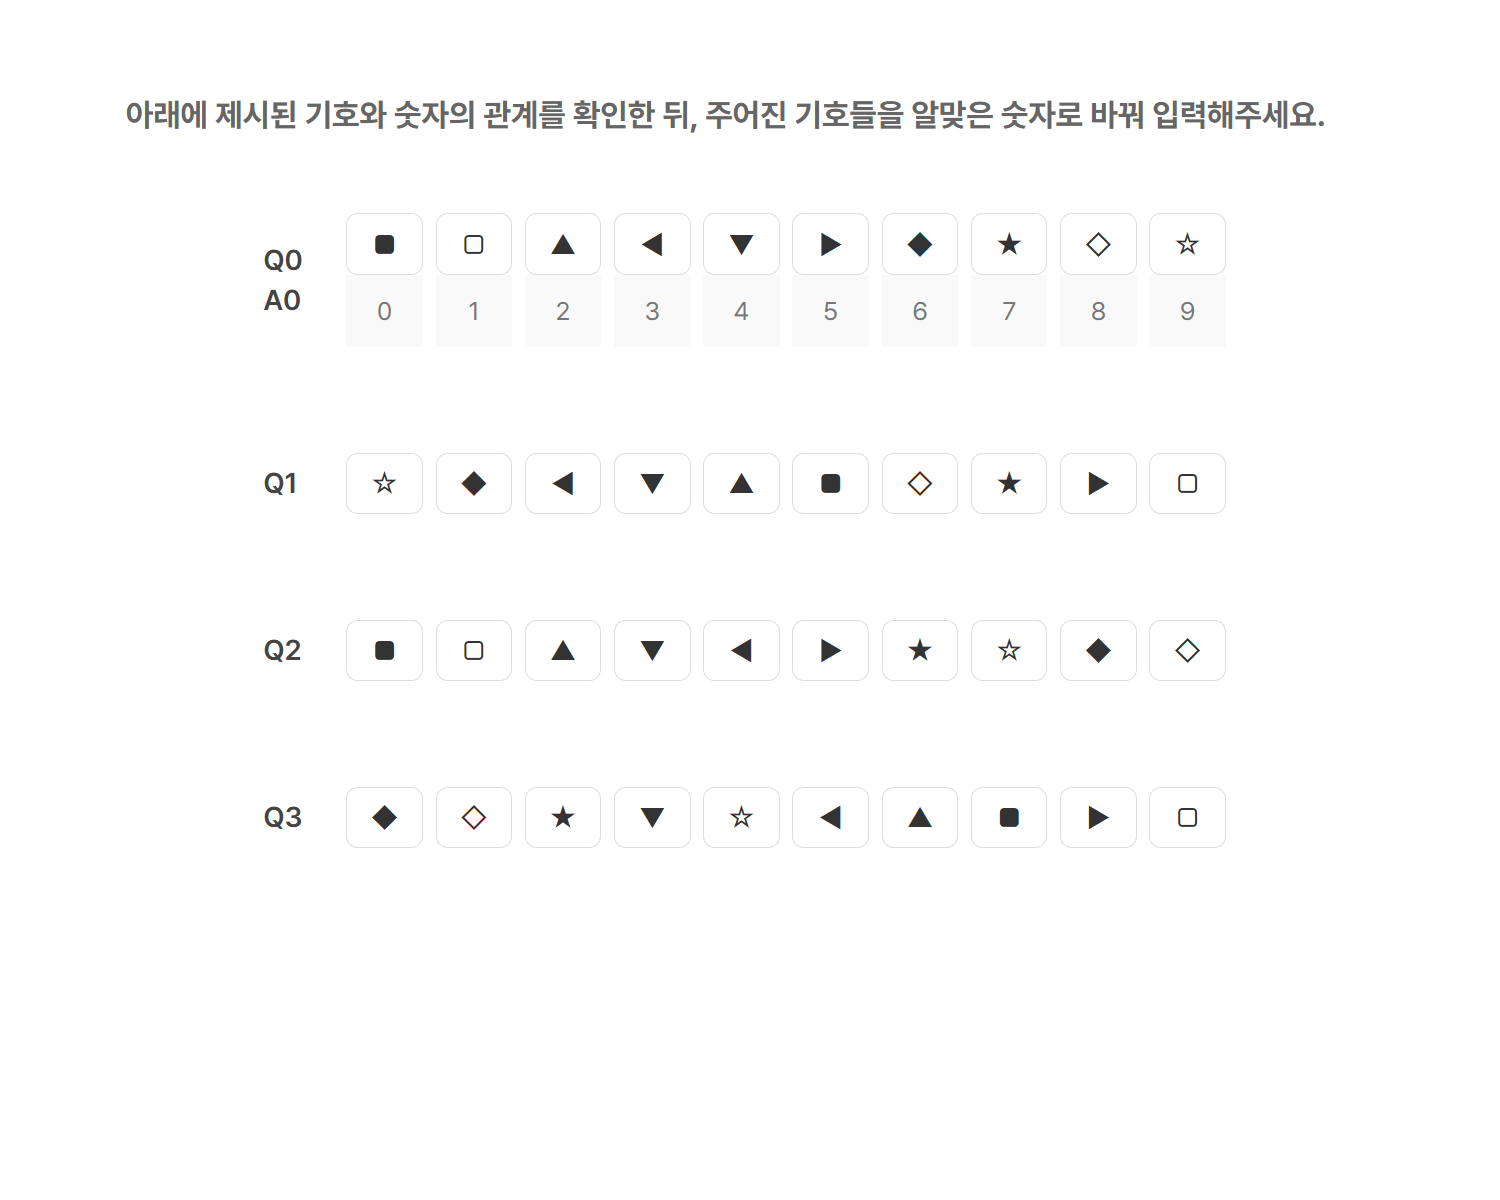 아래에 제시된 기호와 숫자의 관계를 확인한 뒤, 주어진 기호들을 알맞은 숫자로 바꿔 입력해주세요.
Q0 ■ □ ▲ ◀ ▼ ▶ ◆ ★ ◇ ☆
A0 0 1 2 3 4 5 6 7 8 9
Q1 ☆ ◆ ◀ ▼ ▲ ■ ◇ ★ ▶ □
Q2 ■ □ ▲ ▼ ◀ ▶ ★ ☆ ◆ ◇
Q3 ◆ ◇ ★ ▼ ☆ ◀ ▲ ■ ▶ □